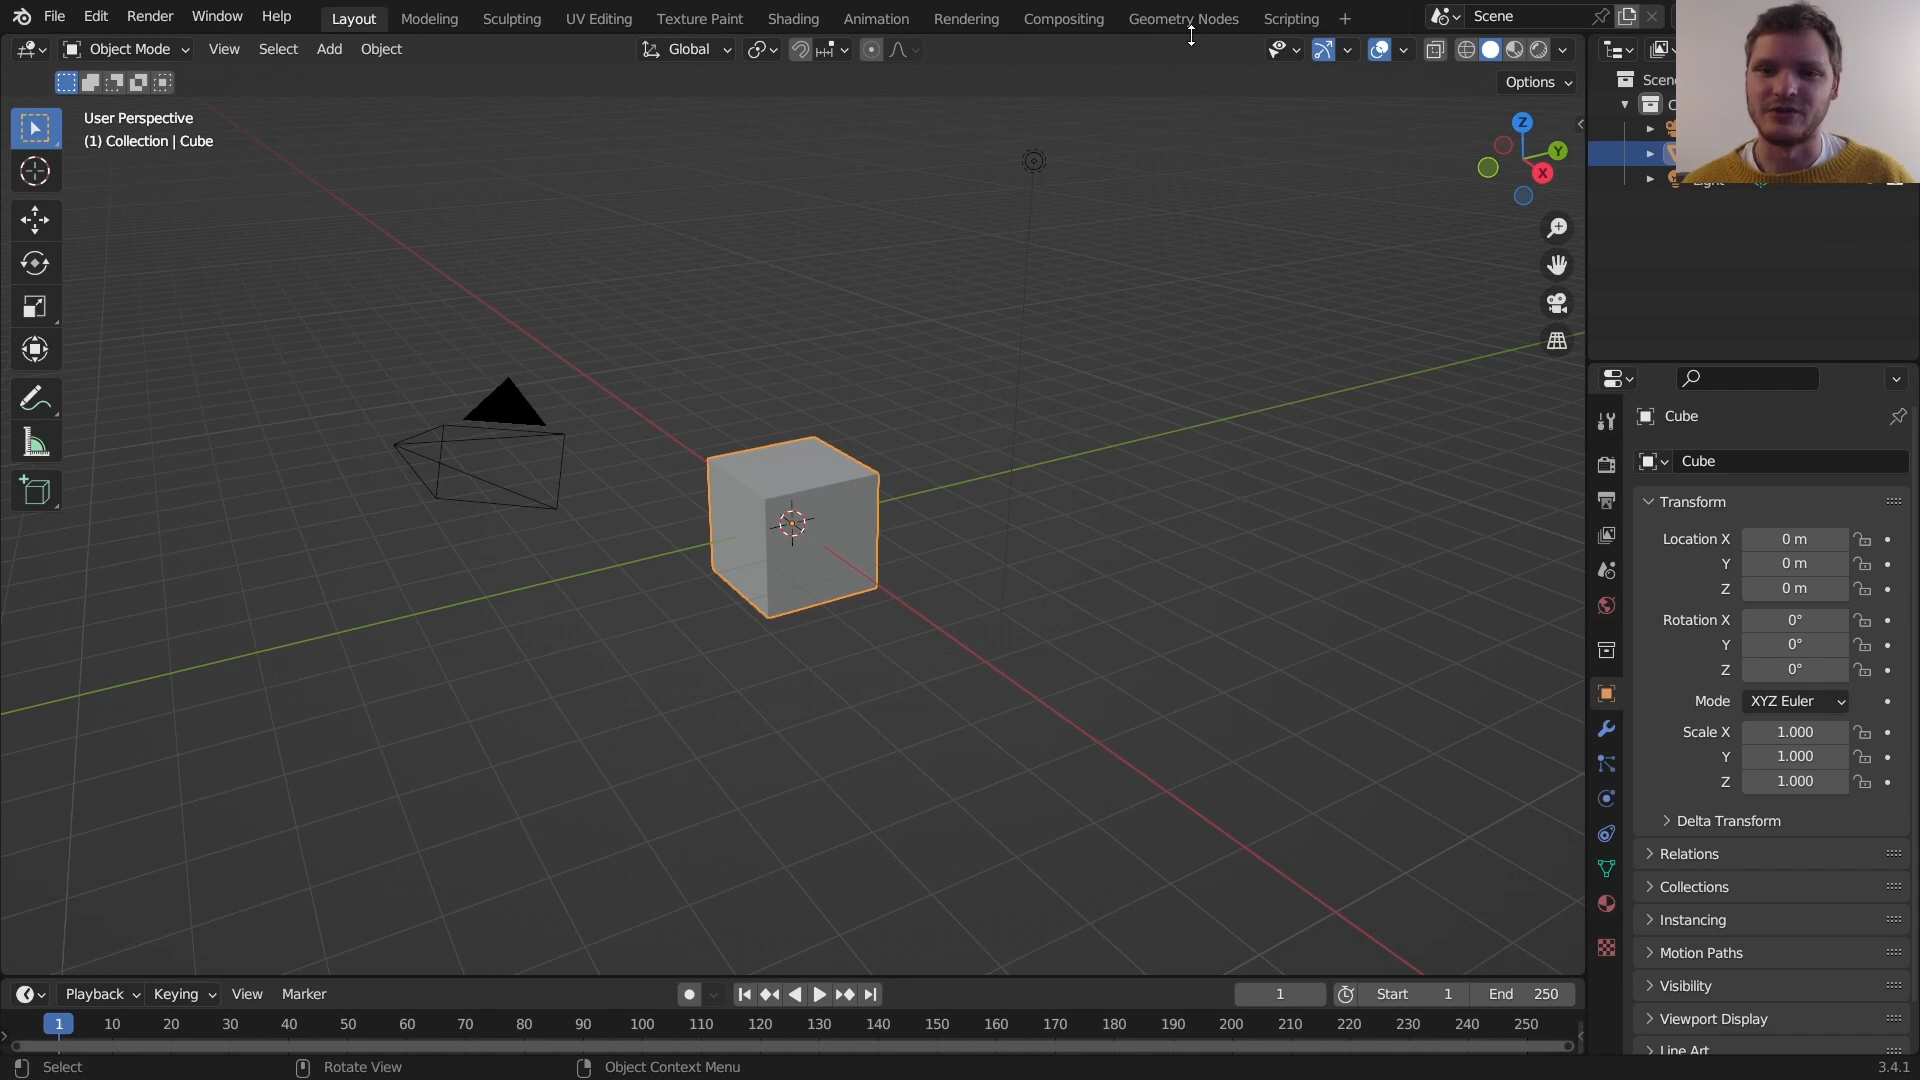 File Edit Render Window Help Layout Modeling Sculpting UV Editing Texture Paint Shading Animation Rendering Compositing Geometry Nodes Scripting + Scene
Object Mode View Select Add Object Global
Options
User Perspective
(1) Collection | Cube
Z
Y
X
Cube
Cube
Transform
Location X 0 m
Y 0 m
Z 0 m
Rotation X 0°
Y 0°
Z 0°
Mode XYZ Euler
Scale X 1.000
Y 1.000
Z 1.000
Delta Transform
Relations
Collections
Instancing
Motion Paths
Visibility
Viewport Display
Line Art
Playback Keying View Marker 1 Start 1 End 250
1 10 20 30 40 50 60 70 80 90 100 110 120 130 140 150 160 170 180 190 200 210 220 230 240 250
Select Rotate View Object Context Menu 3.4.1